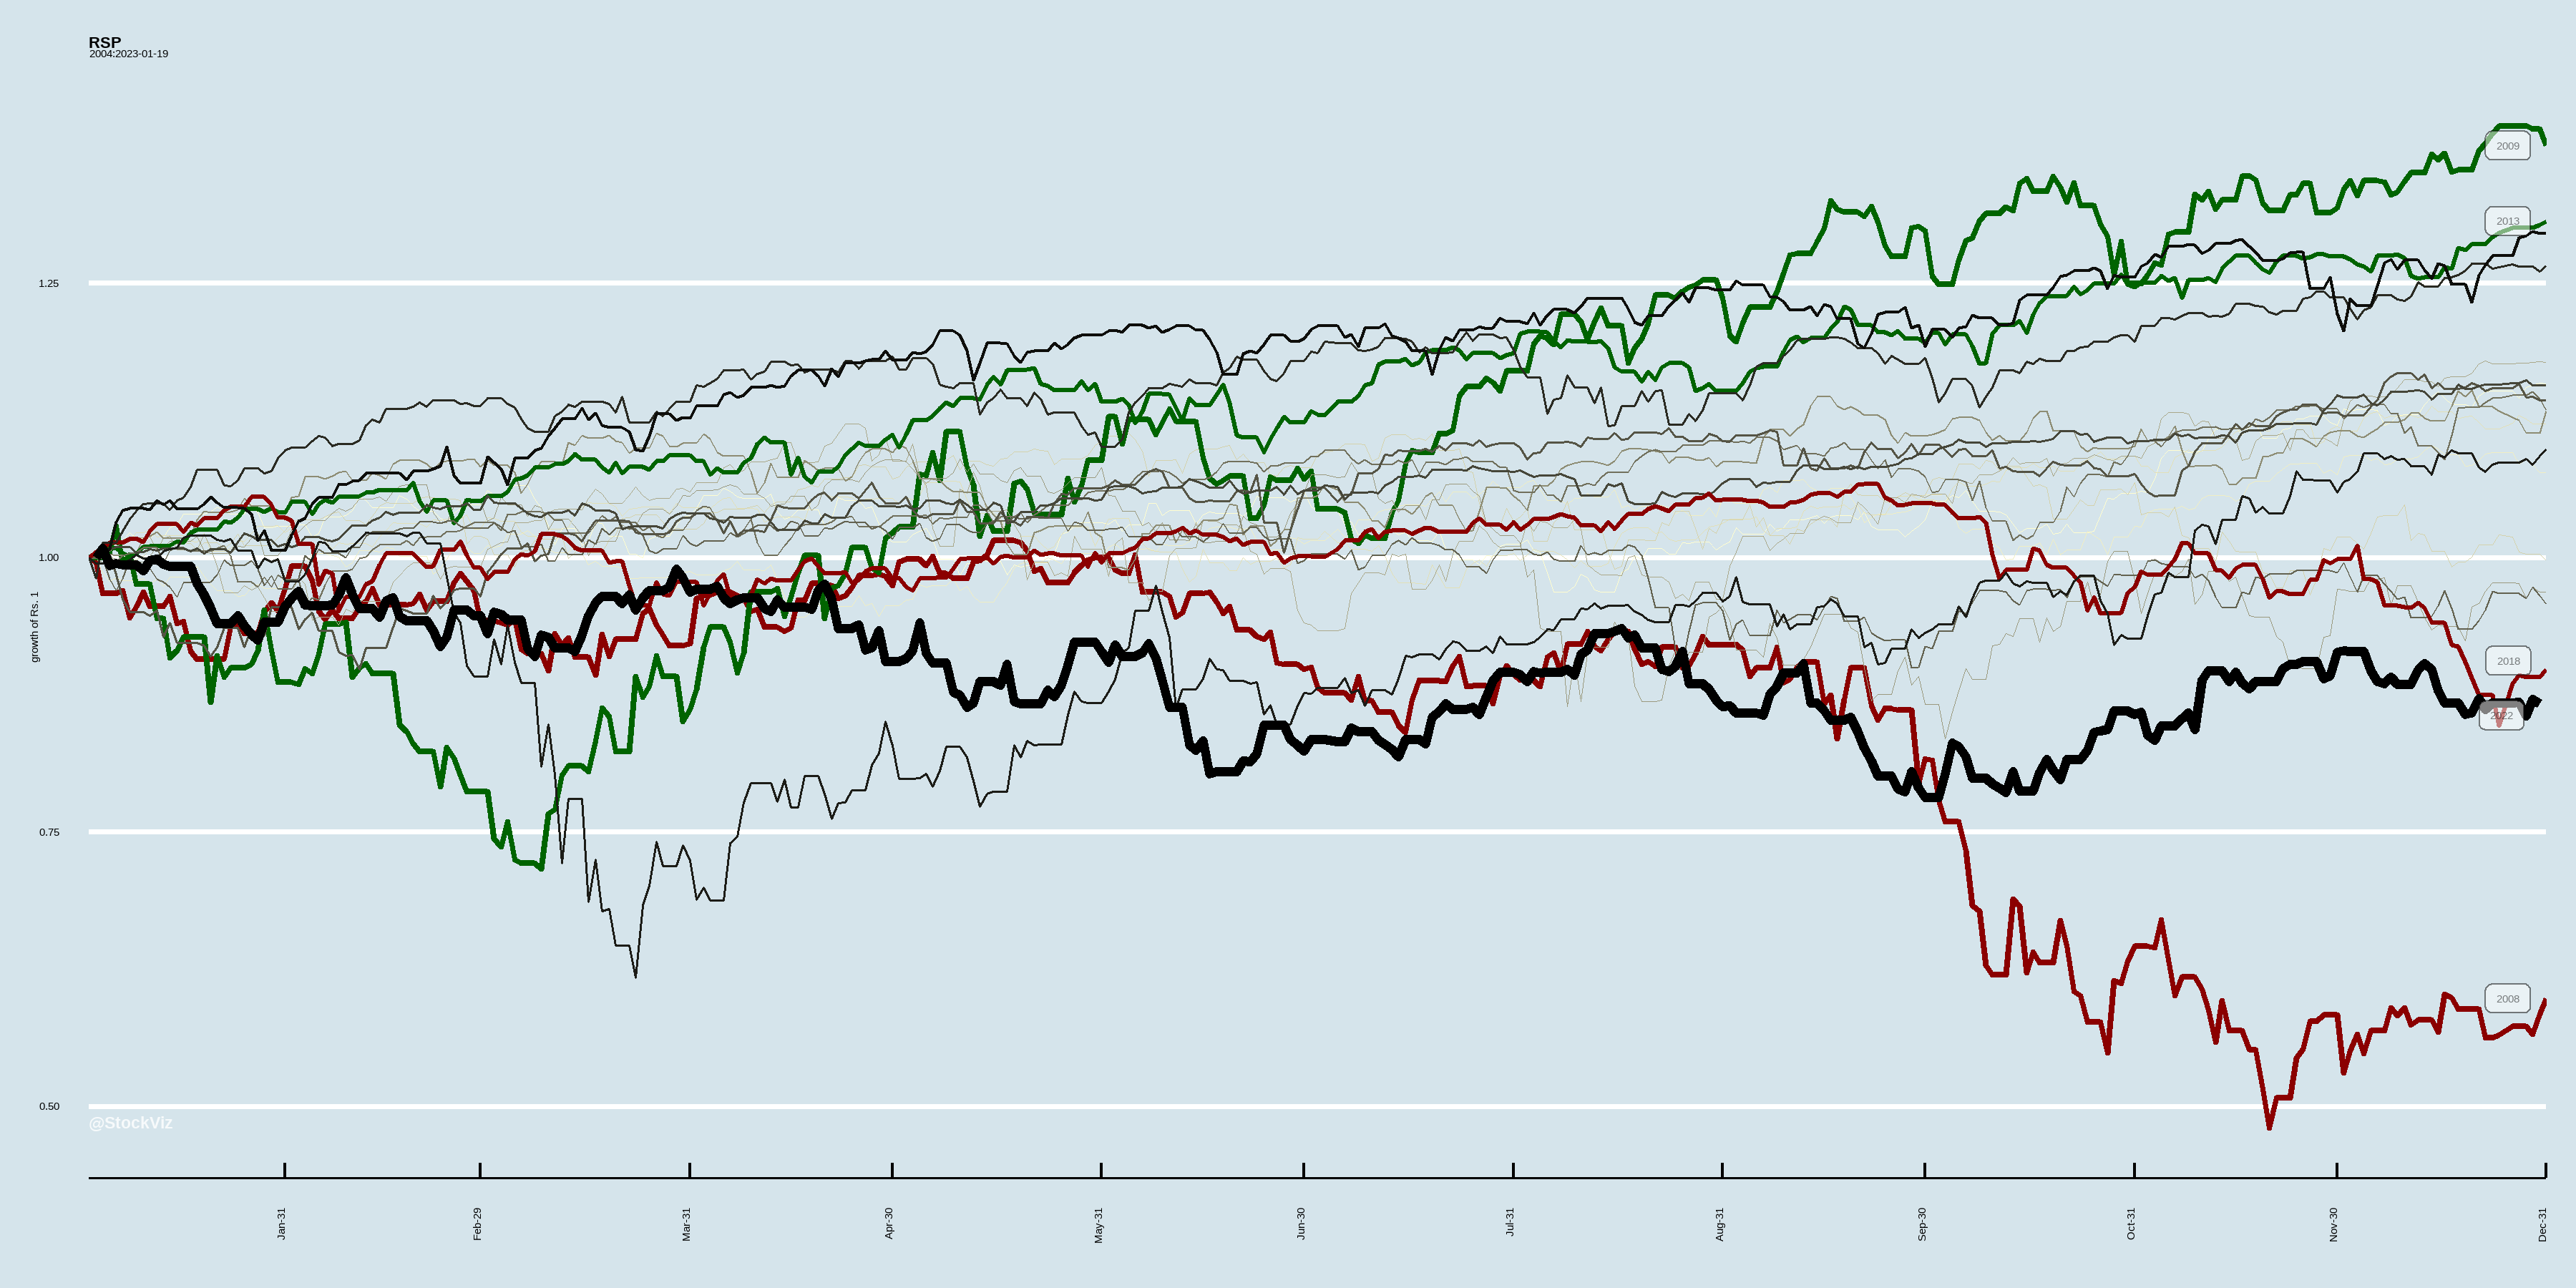 RSP
2004:2023-01-19
2009
2013
1.25
1.00
growth of Rs. 1
2018
2022
0.75
2008
0.50
@StockViz
Jan-31
Feb-29
Mar-31
Apr-30
May-31
Jun-30
Jul-31
Aug-31
Sep-30
Oct-31
Nov-30
Dec-31